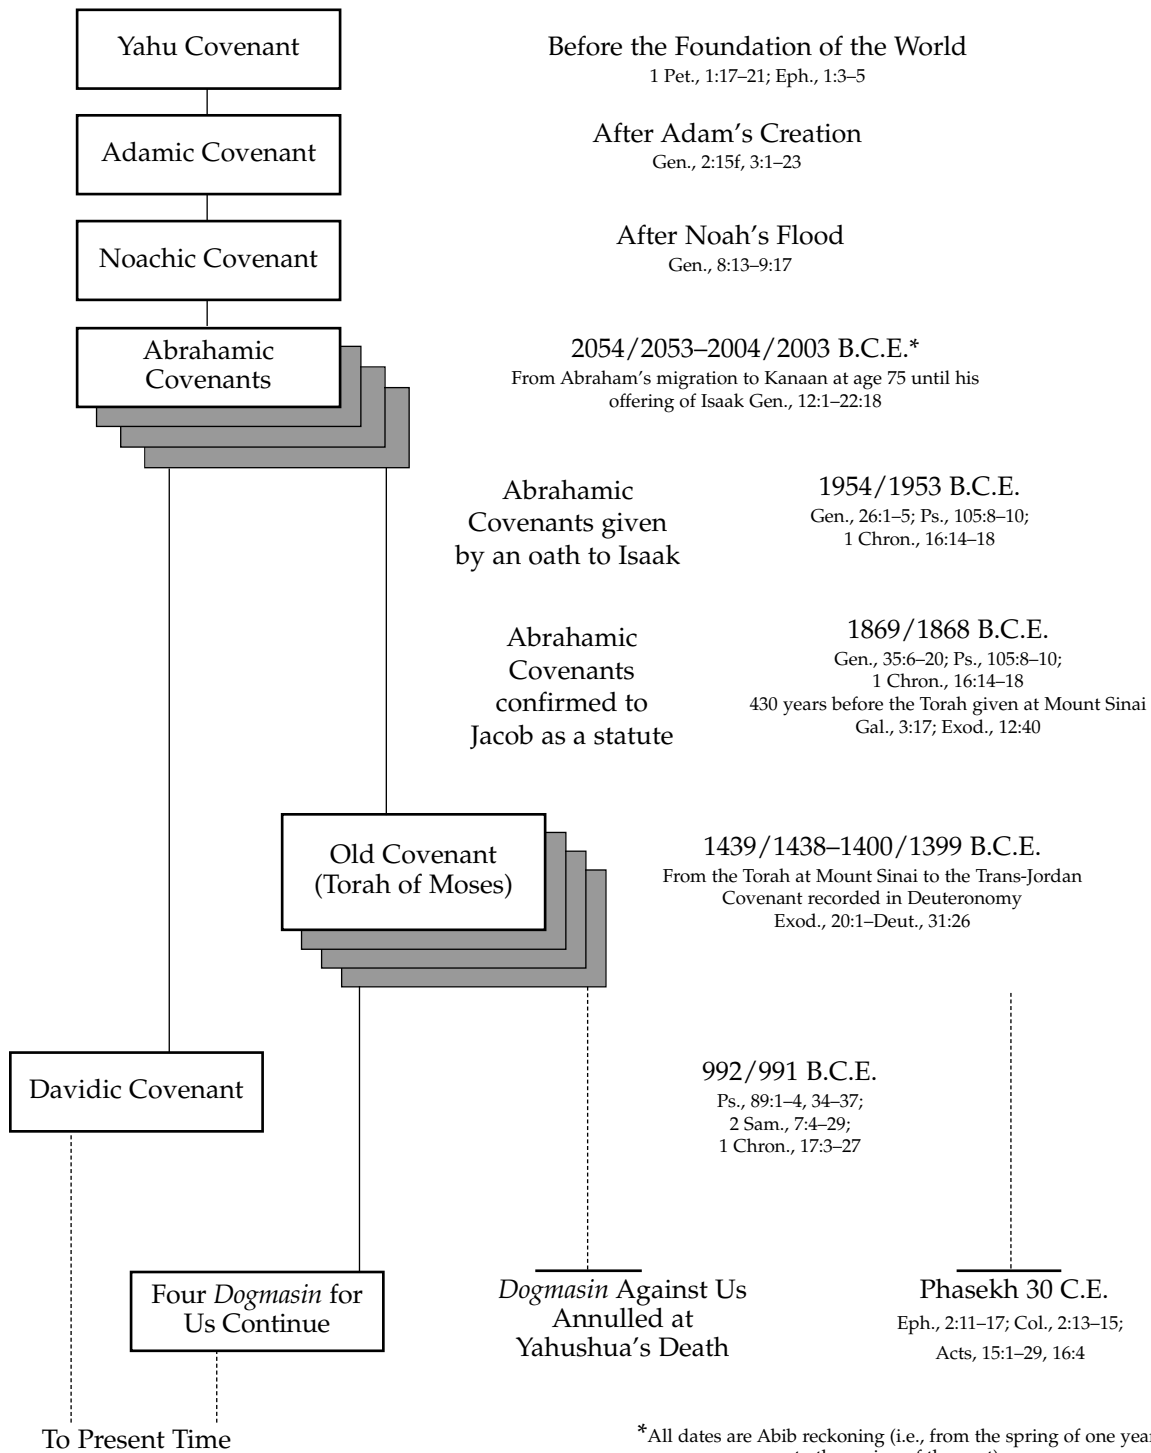 Yahu Covenant
Before the Foundation of the World
1 Pet., 1:17–21; Eph., 1:3–5
Adamic Covenant
After Adam's Creation
Gen., 2:15f, 3:1–23
Noachic Covenant
After Noah's Flood
Gen., 8:13–9:17
Abrahamic
Covenants
2054/2053–2004/2003 B.C.E.*
From Abraham's migration to Kanaan at age 75 until his
offering of Isaak Gen., 12:1–22:18
Abrahamic
Covenants given
by an oath to Isaak
1954/1953 B.C.E.
Gen., 26:1–5; Ps., 105:8–10;
1 Chron., 16:14–18
Abrahamic
Covenants
confirmed to
Jacob as a statute
1869/1868 B.C.E.
Gen., 35:6–20; Ps., 105:8–10;
1 Chron., 16:14–18
430 years before the Torah given at Mount Sinai
Gal., 3:17; Exod., 12:40
Old Covenant
(Torah of Moses)
1439/1438–1400/1399 B.C.E.
From the Torah at Mount Sinai to the Trans-Jordan
Covenant recorded in Deuteronomy
Exod., 20:1–Deut., 31:26
Davidic Covenant
992/991 B.C.E.
Ps., 89:1–4, 34–37;
2 Sam., 7:4–29;
1 Chron., 17:3–27
Four Dogmasin for
Us Continue
Dogmasin Against Us
Annulled at
Yahushua's Death
Phasekh 30 C.E.
Eph., 2:11–17; Col., 2:13–15;
Acts, 15:1–29, 16:4
To Present Time
*All dates are Abib reckoning (i.e., from the spring of one year